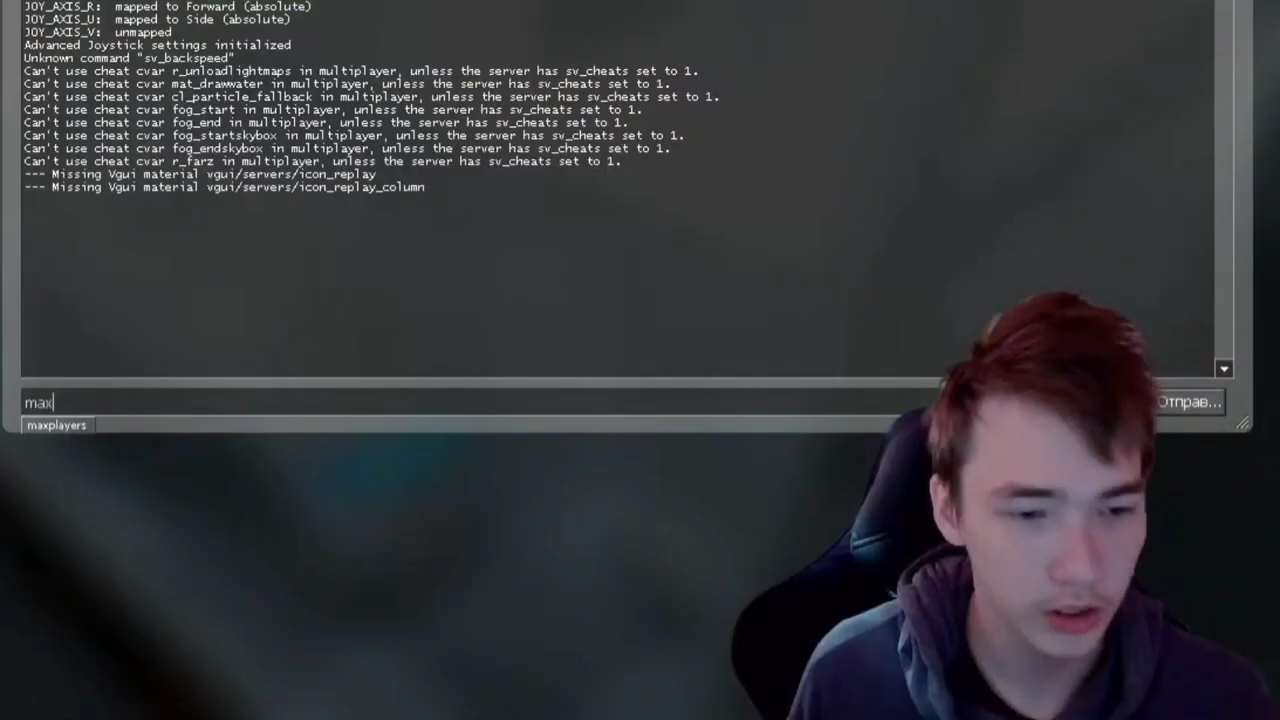 JOY_AXIS_R: mapped to Forward (absolute)
JOY_AXIS_U: mapped to Side (absolute)
JOY_AXIS_V: unmapped
Advanced Joystick settings initialized
Unknown command "sv_backspeed"
Can't use cheat cvar r_unloadlightmaps in multiplayer, unless the server has sv_cheats set to 1.
Can't use cheat cvar mat_drawwater in multiplayer, unless the server has sv_cheats set to 1.
Can't use cheat cvar cl_particle_fallback in multiplayer, unless the server has sv_cheats set to 1.
Can't use cheat cvar fog_start in multiplayer, unless the server has sv_cheats set to 1.
Can't use cheat cvar fog_end in multiplayer, unless the server has sv_cheats set to 1.
Can't use cheat cvar fog_startskybox in multiplayer, unless the server has sv_cheats set to 1.
Can't use cheat cvar fog_endskybox in multiplayer, unless the server has sv_cheats set to 1.
Can't use cheat cvar r_farz in multiplayer, unless the server has sv_cheats set to 1.
--- Missing Vgui material vgui/servers/icon_replay
--- Missing Vgui material vgui/servers/icon_replay_column
max
Отправ...
maxplayers